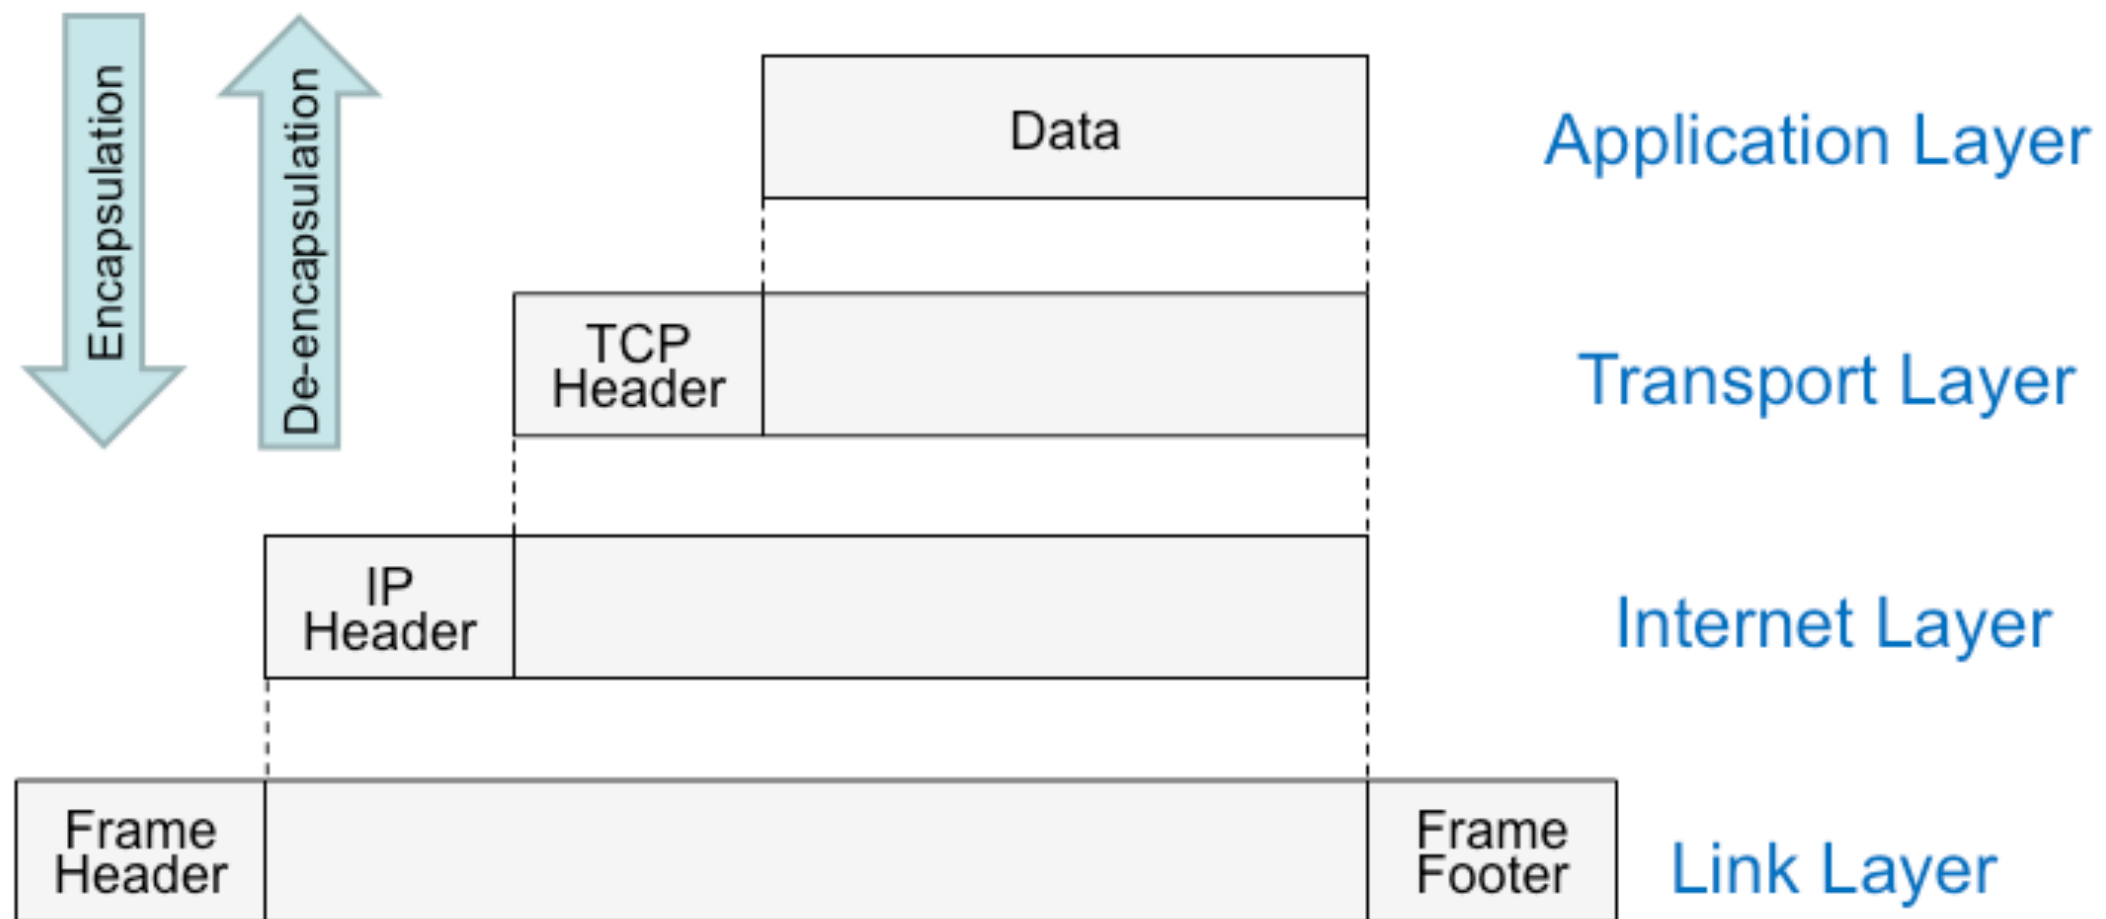 Encapsulation
De-encapsulation
Data
Application Layer
TCP
Header
Transport Layer
IP
Header
Internet Layer
Frame
Header
Frame
Footer
Link Layer